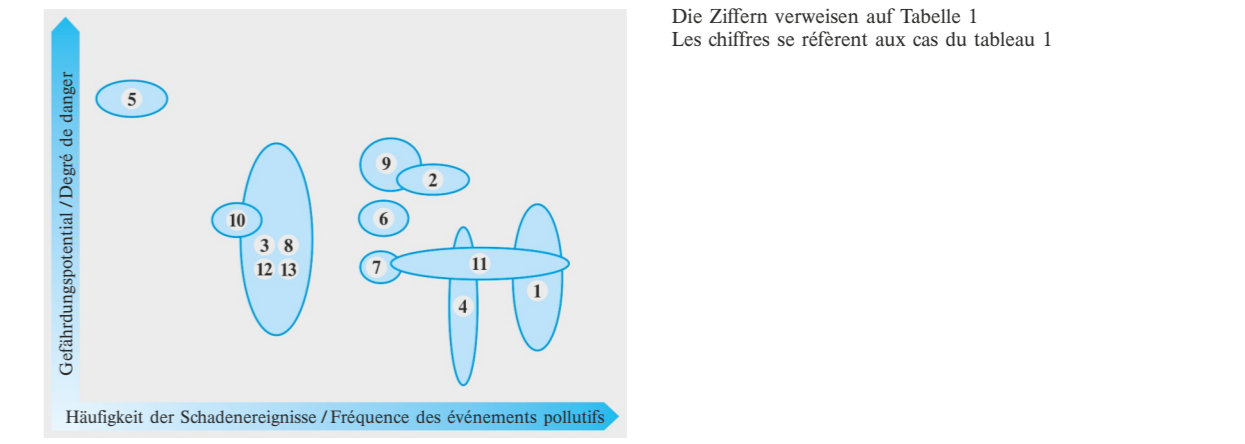 Die Ziffern verweisen auf Tabelle 1
Les chiffres se réfèrent aux cas du tableau 1
Gefährdungspotential / Degré de danger
5
9
2
10
6
3 8
12 13
7
11
1
4
Häufigkeit der Schadenereignisse / Fréquence des événements pollutifs